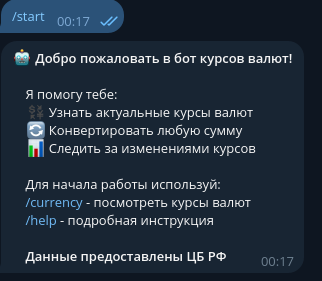 /start
00:17
Добро пожаловать в бот курсов валют!
Я помогу тебе:
Узнать актуальные курсы валют
Конвертировать любую сумму
Следить за изменениями курсов
Для начала работы используй:
/currency - посмотреть курсы валют
/help - подробная инструкция
Данные предоставлены ЦБ РФ
00:17